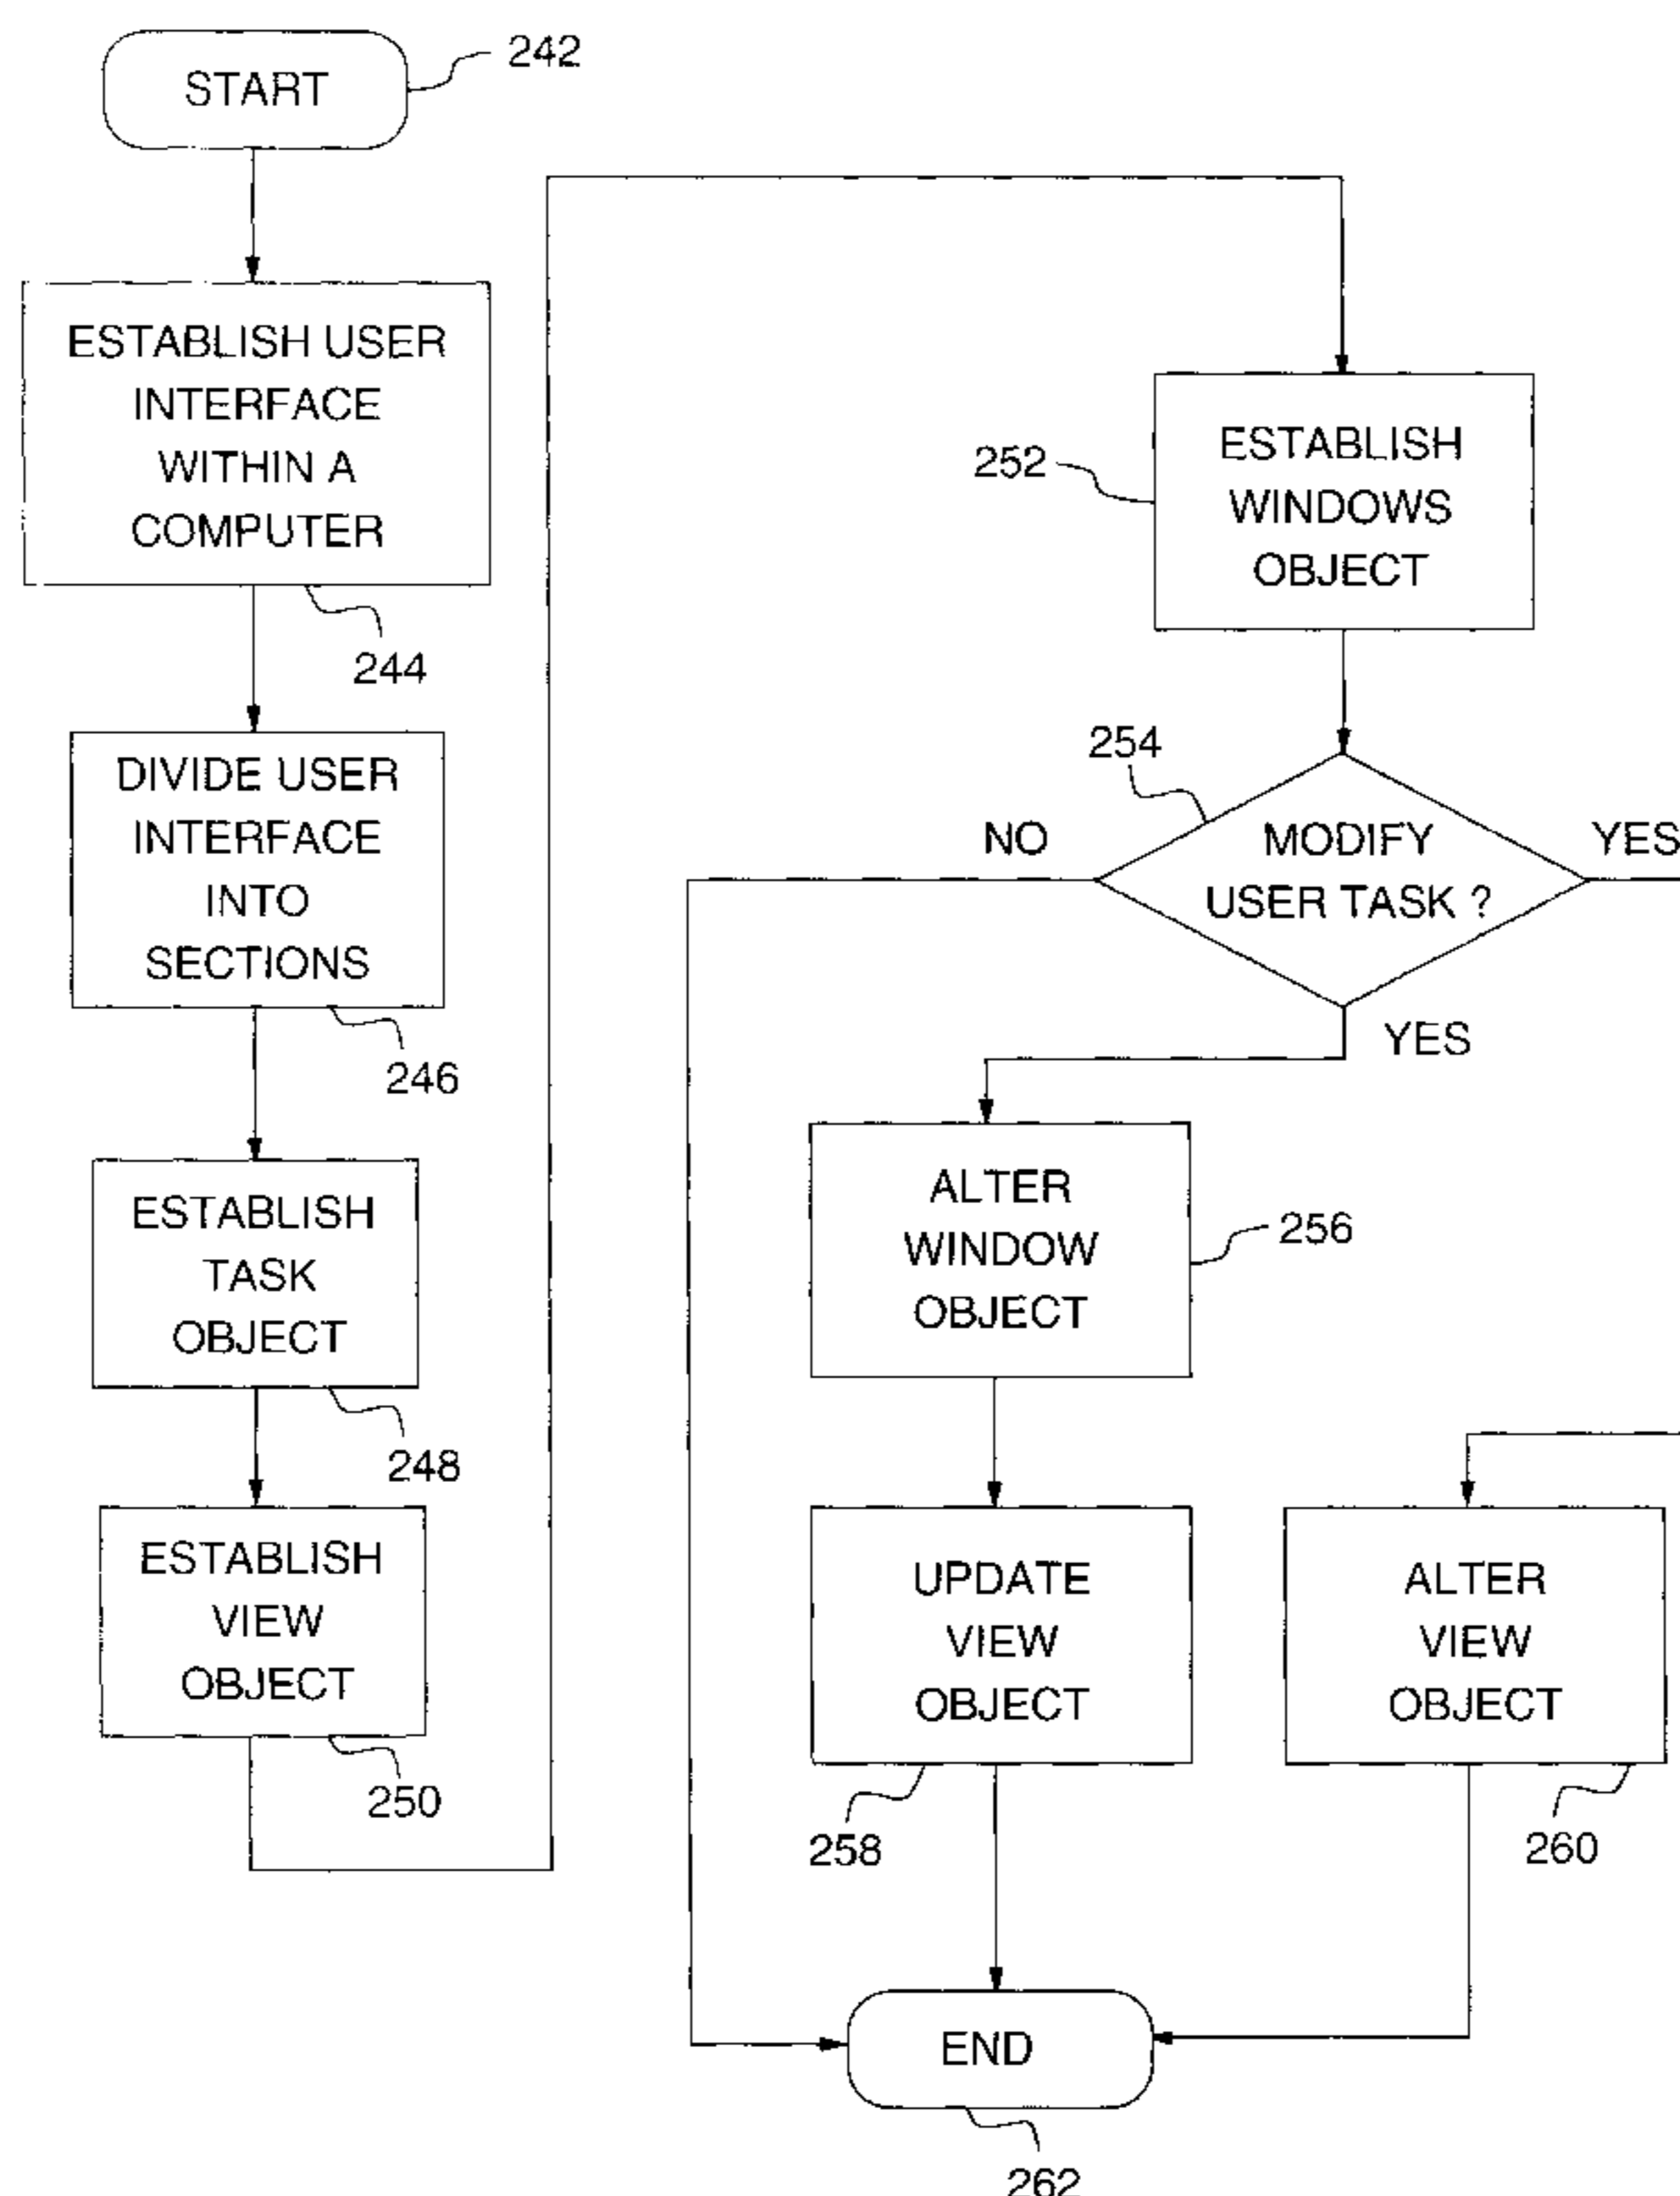 START
242
ESTABLISH USER
INTERFACE
WITHIN A
COMPUTER
244
DIVIDE USER
INTERFACE
INTO
SECTIONS
246
ESTABLISH
TASK
OBJECT
248
ESTABLISH
VIEW
OBJECT
250
252
ESTABLISH
WINDOWS
OBJECT
254
NO
MODIFY
USER TASK ?
YES
YES
ALTER
WINDOW
OBJECT
256
UPDATE
VIEW
OBJECT
258
ALTER
VIEW
OBJECT
260
END
262